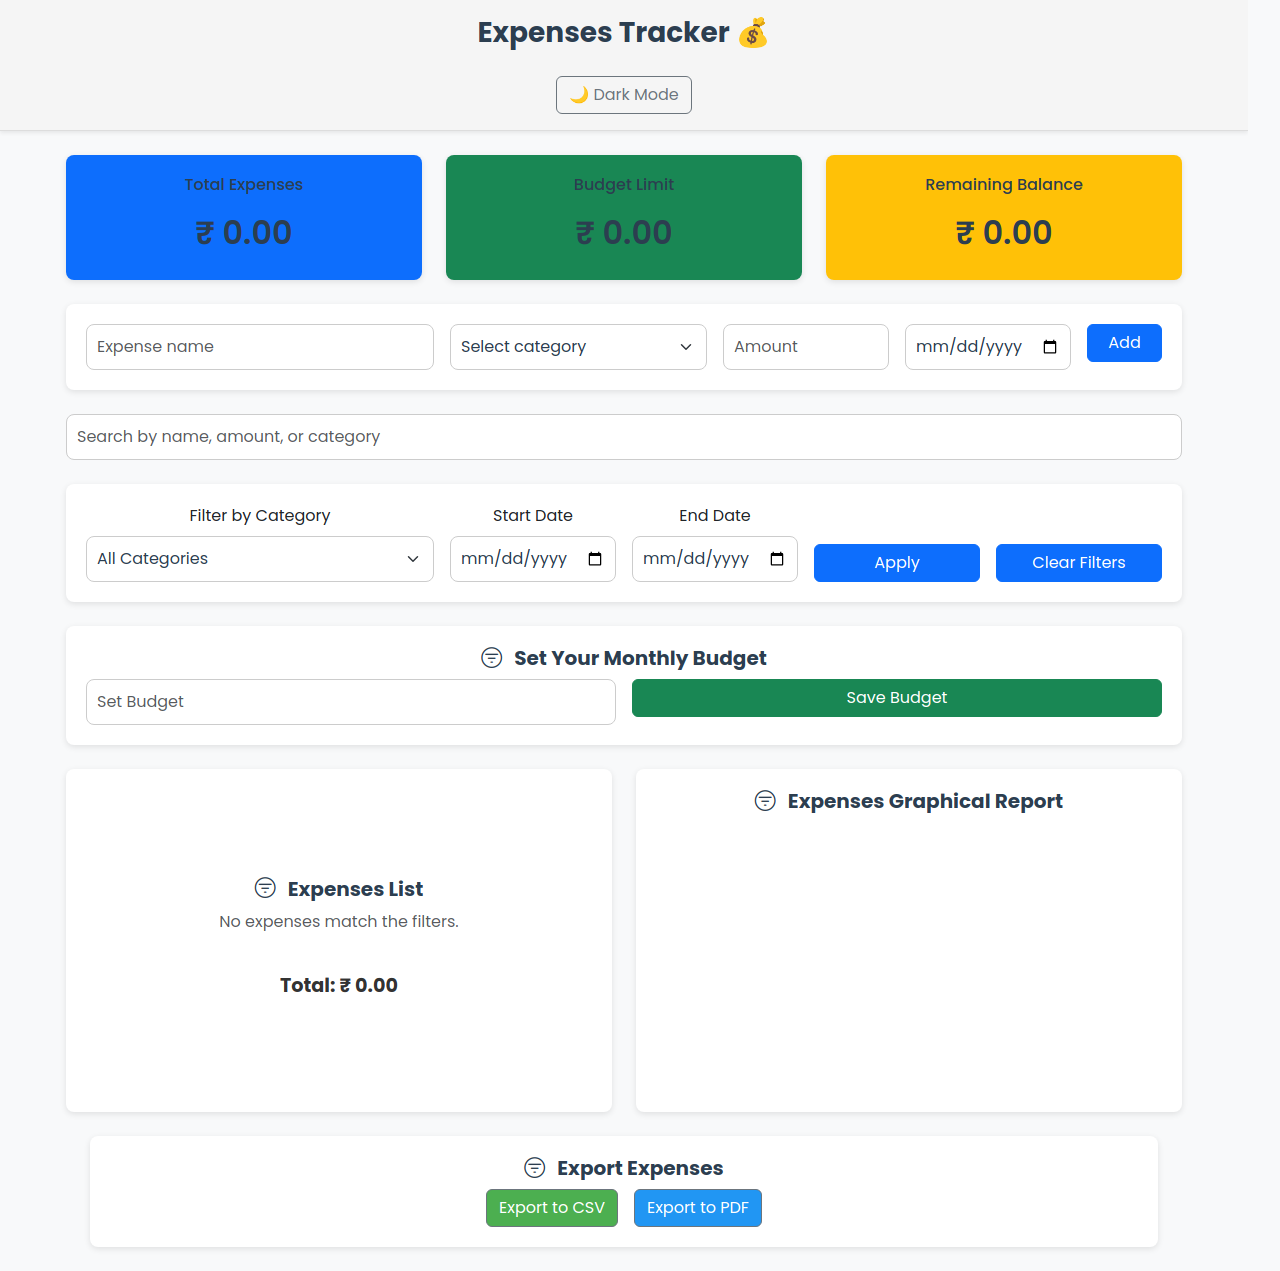 Expenses Tracker 💰
🌙 Dark Mode
Total Expenses
₹ 0.00
Budget Limit
₹ 0.00
Remaining Balance
₹ 0.00
Expense name
Select category
Amount
mm/dd/yyyy
Add
Search by name, amount, or category
Filter by Category
Start Date
End Date
All Categories
mm/dd/yyyy
mm/dd/yyyy
Apply
Clear Filters
Set Your Monthly Budget
Set Budget
Save Budget
Expenses List
No expenses match the filters.
Total: ₹ 0.00
Expenses Graphical Report
Export Expenses
Export to CSV
Export to PDF